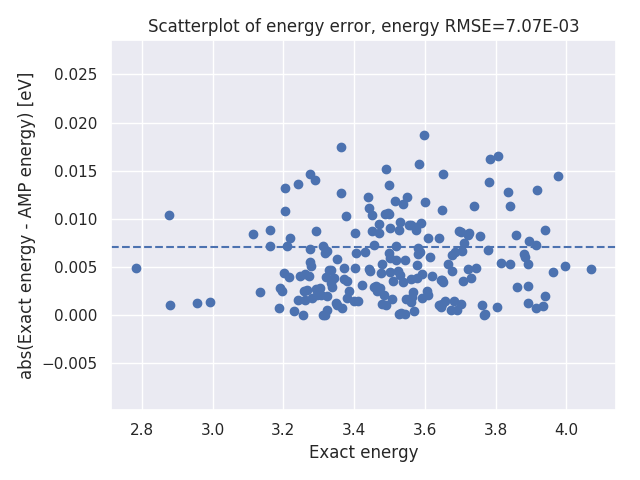 Scatterplot of energy error, energy RMSE=7.07E-03
abs(Exact energy - AMP energy) [eV]
0.025
0.020
0.015
0.010
0.005
0.000
−0.005
2.8 3.0 3.2 3.4 3.6 3.8 4.0
Exact energy